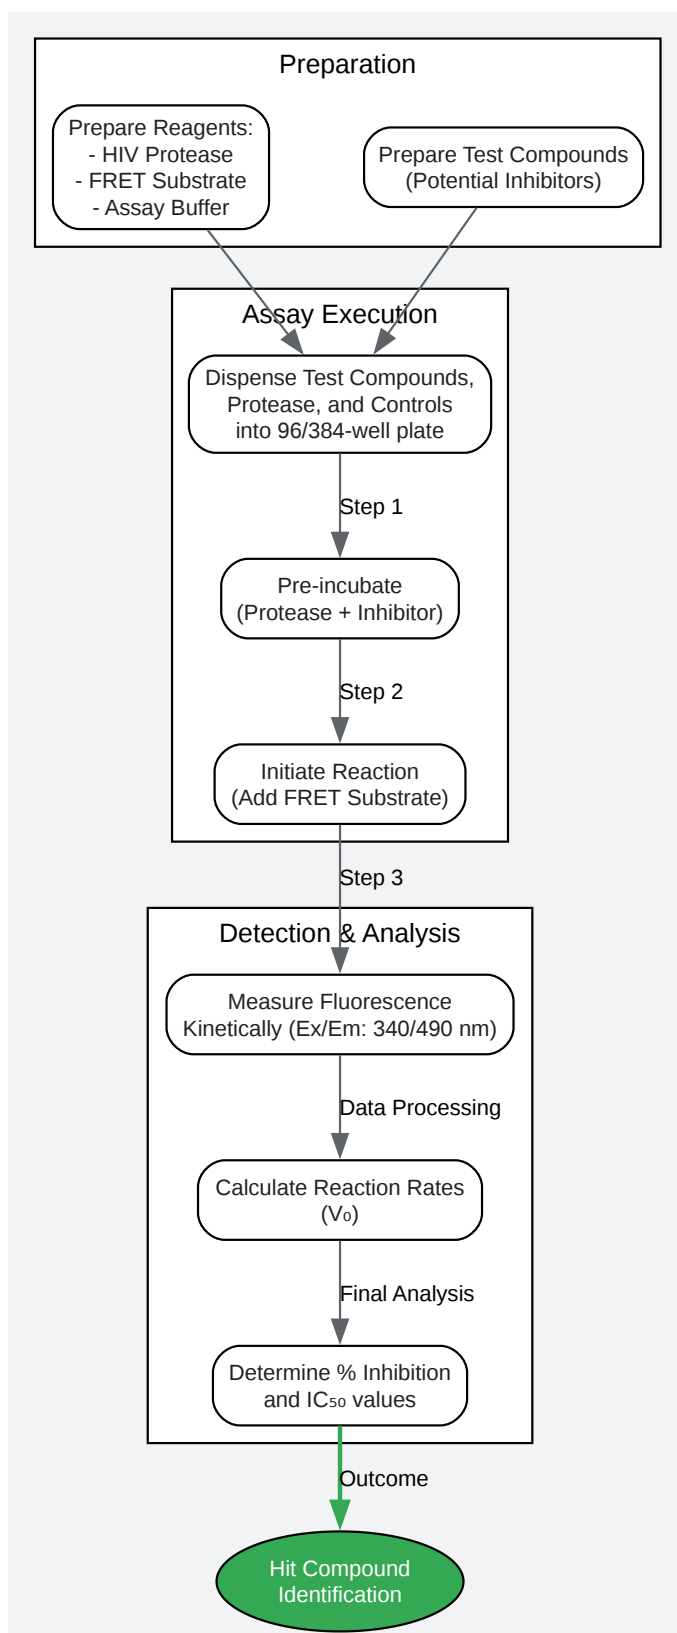 Preparation
Prepare Reagents:
- HIV Protease
- FRET Substrate
- Assay Buffer
Prepare Test Compounds
(Potential Inhibitors)
Assay Execution
Dispense Test Compounds,
Protease, and Controls
into 96/384-well plate
Step 1
Pre-incubate
(Protease + Inhibitor)
Step 2
Initiate Reaction
(Add FRET Substrate)
Step 3
Detection & Analysis
Measure Fluorescence
Kinetically (Ex/Em: 340/490 nm)
Data Processing
Calculate Reaction Rates
(V₀)
Final Analysis
Determine % Inhibition
and IC₅₀ values
Outcome
Hit Compound
Identification